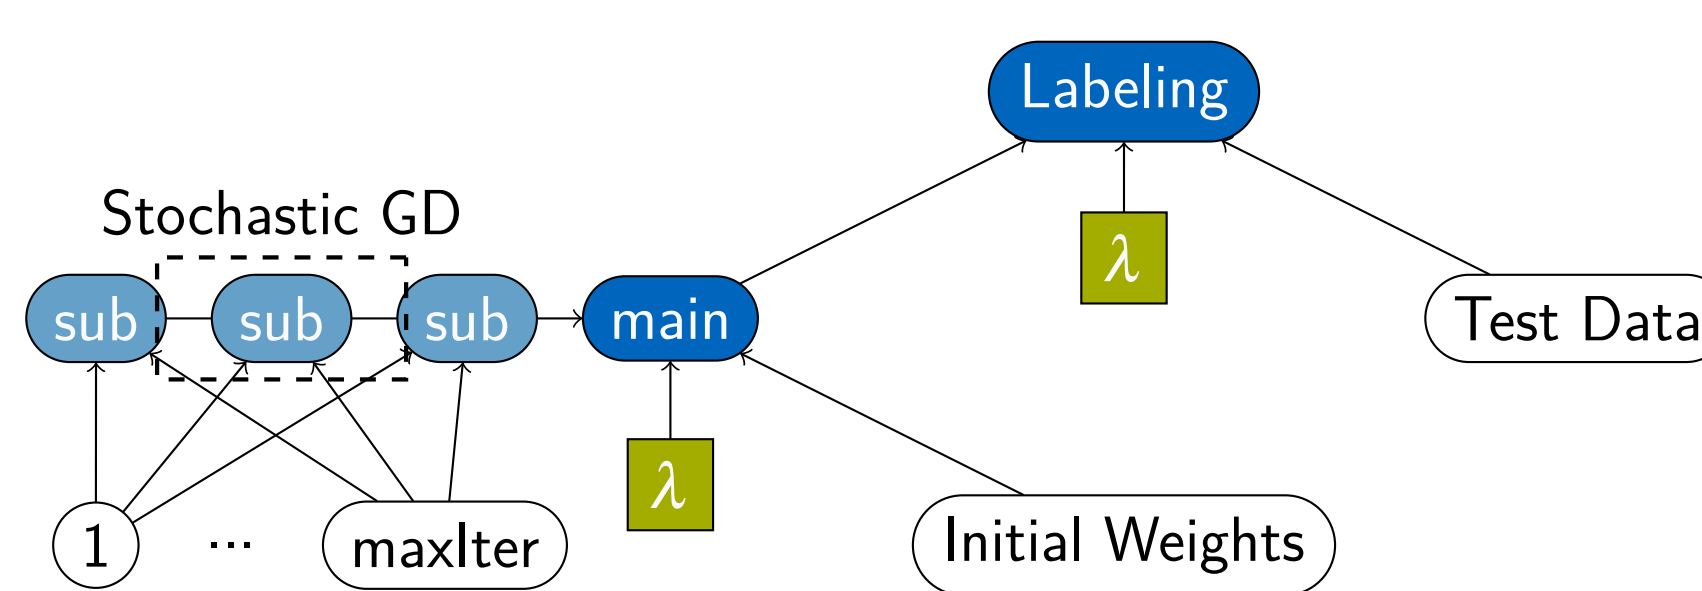 Labeling
Stochastic GD
λ
sub sub sub main Test Data
λ
1 ... maxIter Initial Weights